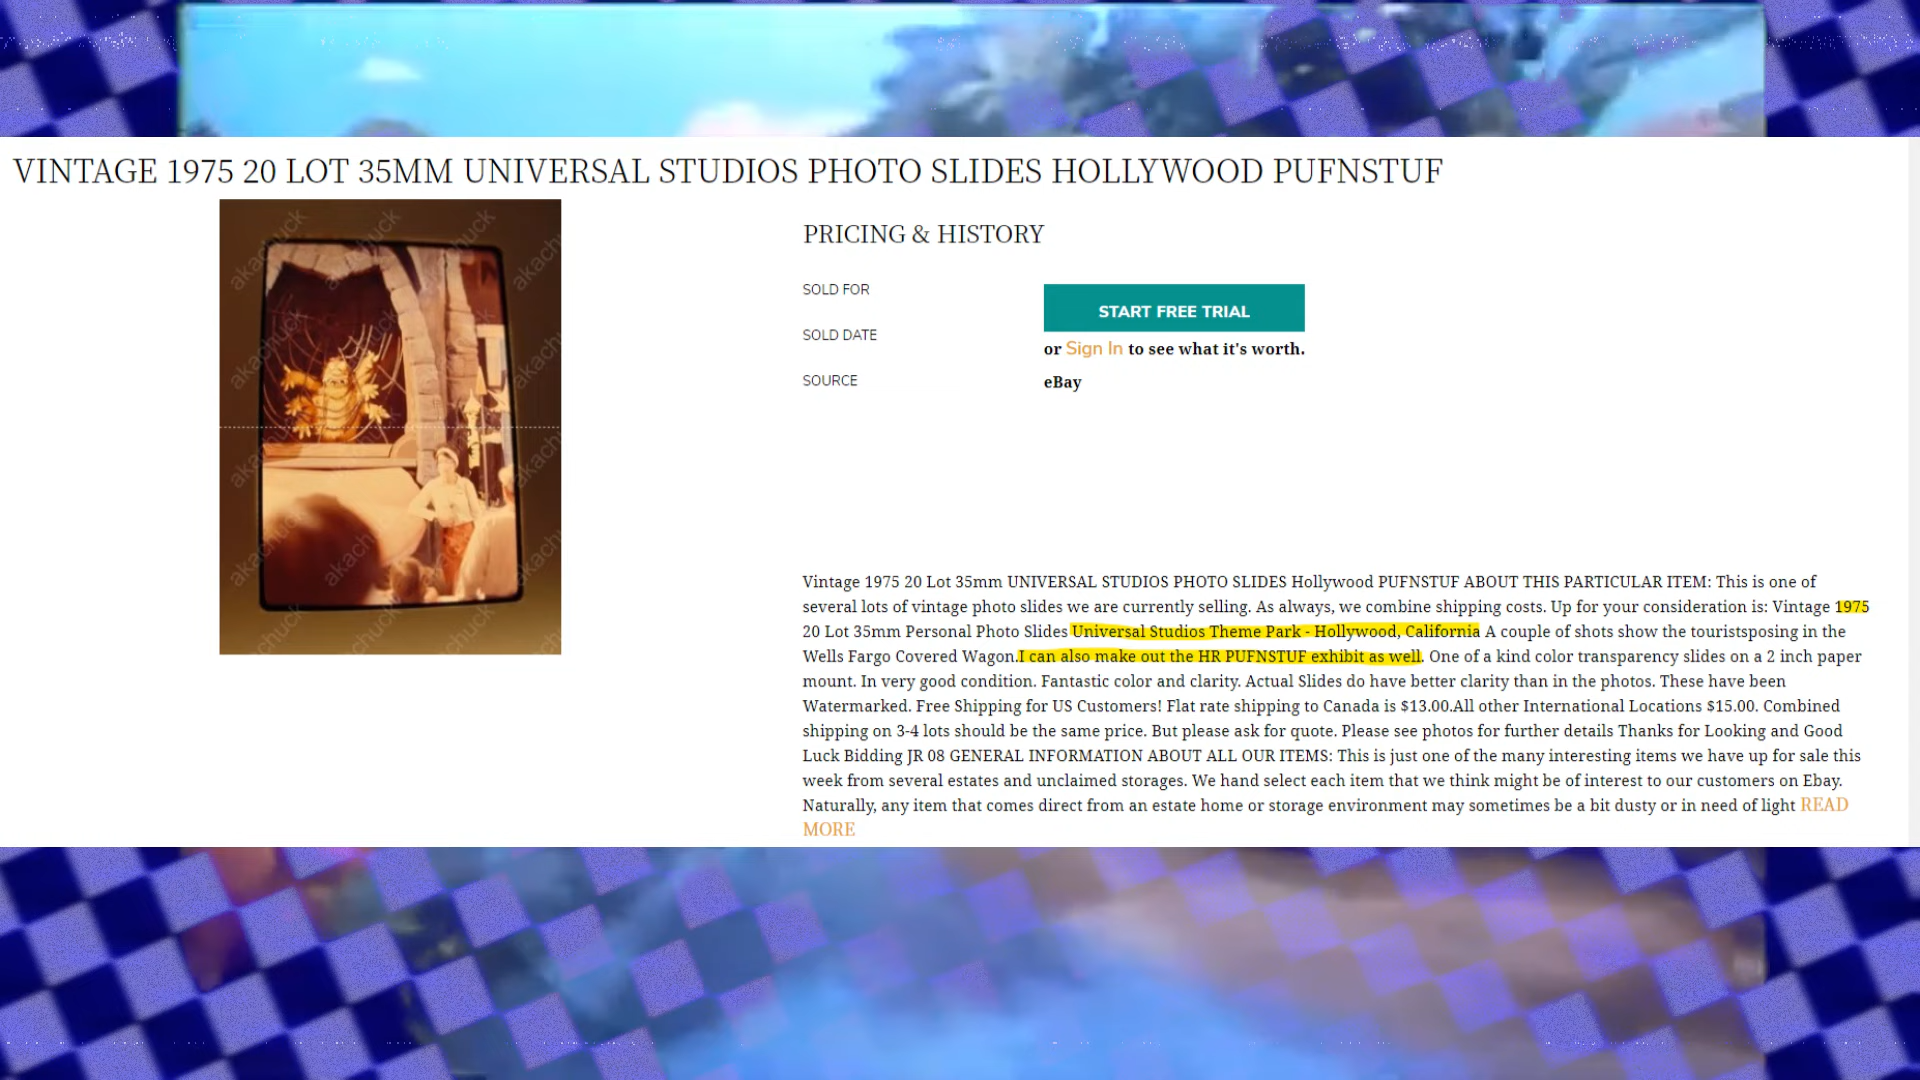 VINTAGE 1975 20 LOT 35MM UNIVERSAL STUDIOS PHOTO SLIDES HOLLYWOOD PUFNSTUF
akachuck akachuck akachuck
akachuck akachuck akachuck
akachuck akachuck akachuck
akachuck akachuck akachuck
PRICING & HISTORY
SOLD FOR
START FREE TRIAL
SOLD DATE
or Sign In to see what it's worth.
SOURCE
eBay
Vintage 1975 20 Lot 35mm UNIVERSAL STUDIOS PHOTO SLIDES Hollywood PUFNSTUF ABOUT THIS PARTICULAR ITEM: This is one of
several lots of vintage photo slides we are currently selling. As always, we combine shipping costs. Up for your consideration is: Vintage 1975
20 Lot 35mm Personal Photo Slides Universal Studios Theme Park - Hollywood, California A couple of shots show the touristsposing in the
Wells Fargo Covered Wagon.I can also make out the HR PUFNSTUF exhibit as well. One of a kind color transparency slides on a 2 inch paper
mount. In very good condition. Fantastic color and clarity. Actual Slides do have better clarity than in the photos. These have been
Watermarked. Free Shipping for US Customers! Flat rate shipping to Canada is $13.00.All other International Locations $15.00. Combined
shipping on 3-4 lots should be the same price. But please ask for quote. Please see photos for further details Thanks for Looking and Good
Luck Bidding JR 08 GENERAL INFORMATION ABOUT ALL OUR ITEMS: This is just one of the many interesting items we have up for sale this
week from several estates and unclaimed storages. We hand select each item that we think might be of interest to our customers on Ebay.
Naturally, any item that comes direct from an estate home or storage environment may sometimes be a bit dusty or in need of light READ
MORE